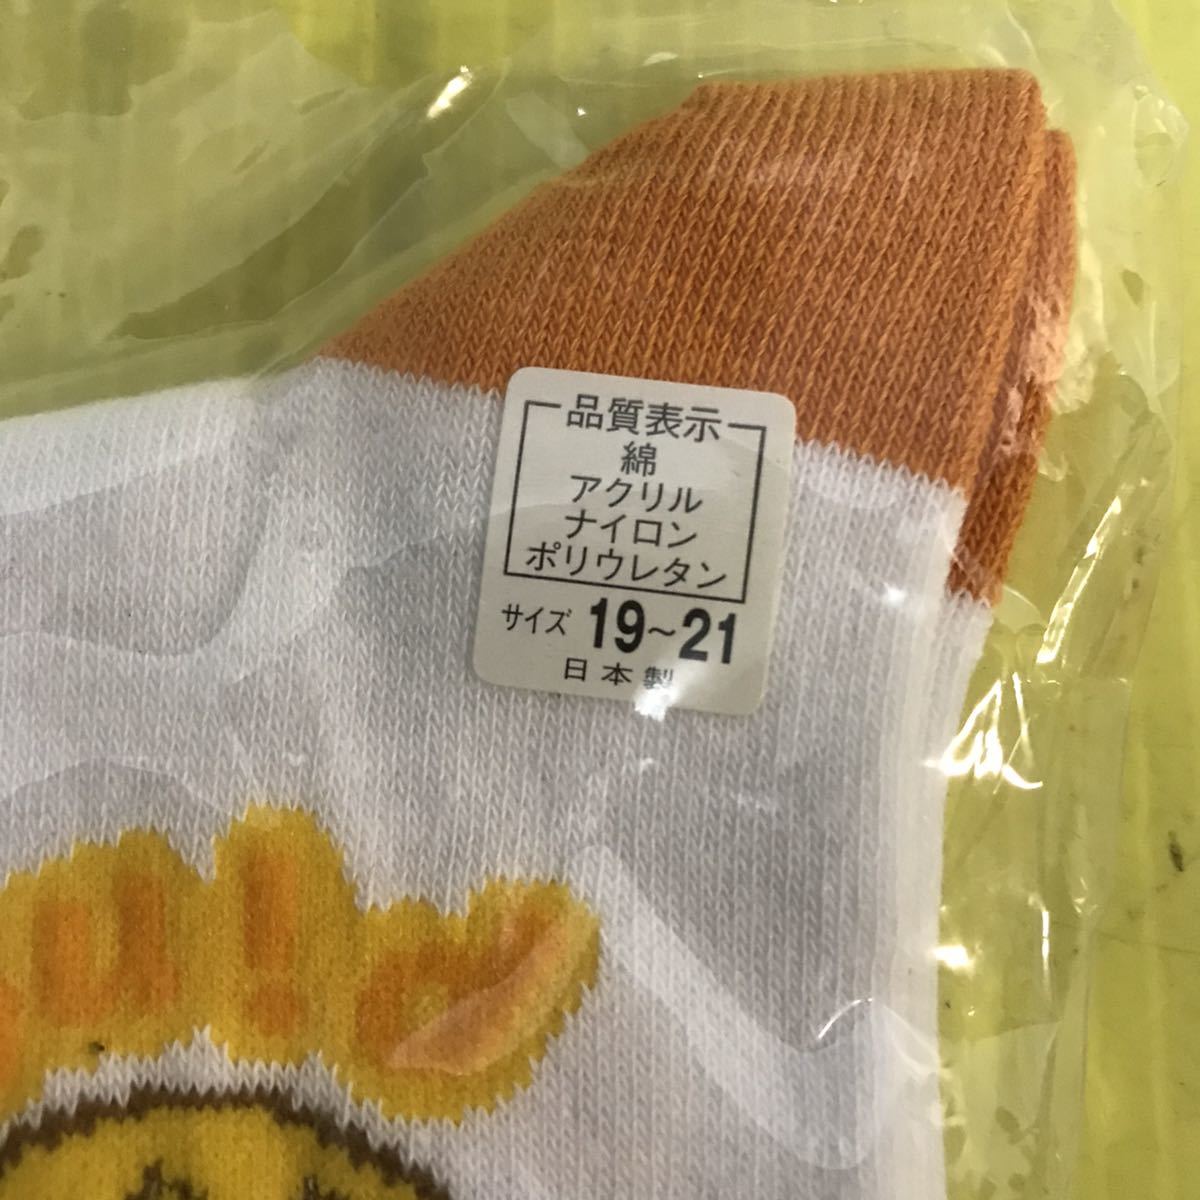 品質表示
綿
アクリル
ナイロン
ポリウレタン
サイズ 19~21
日本製